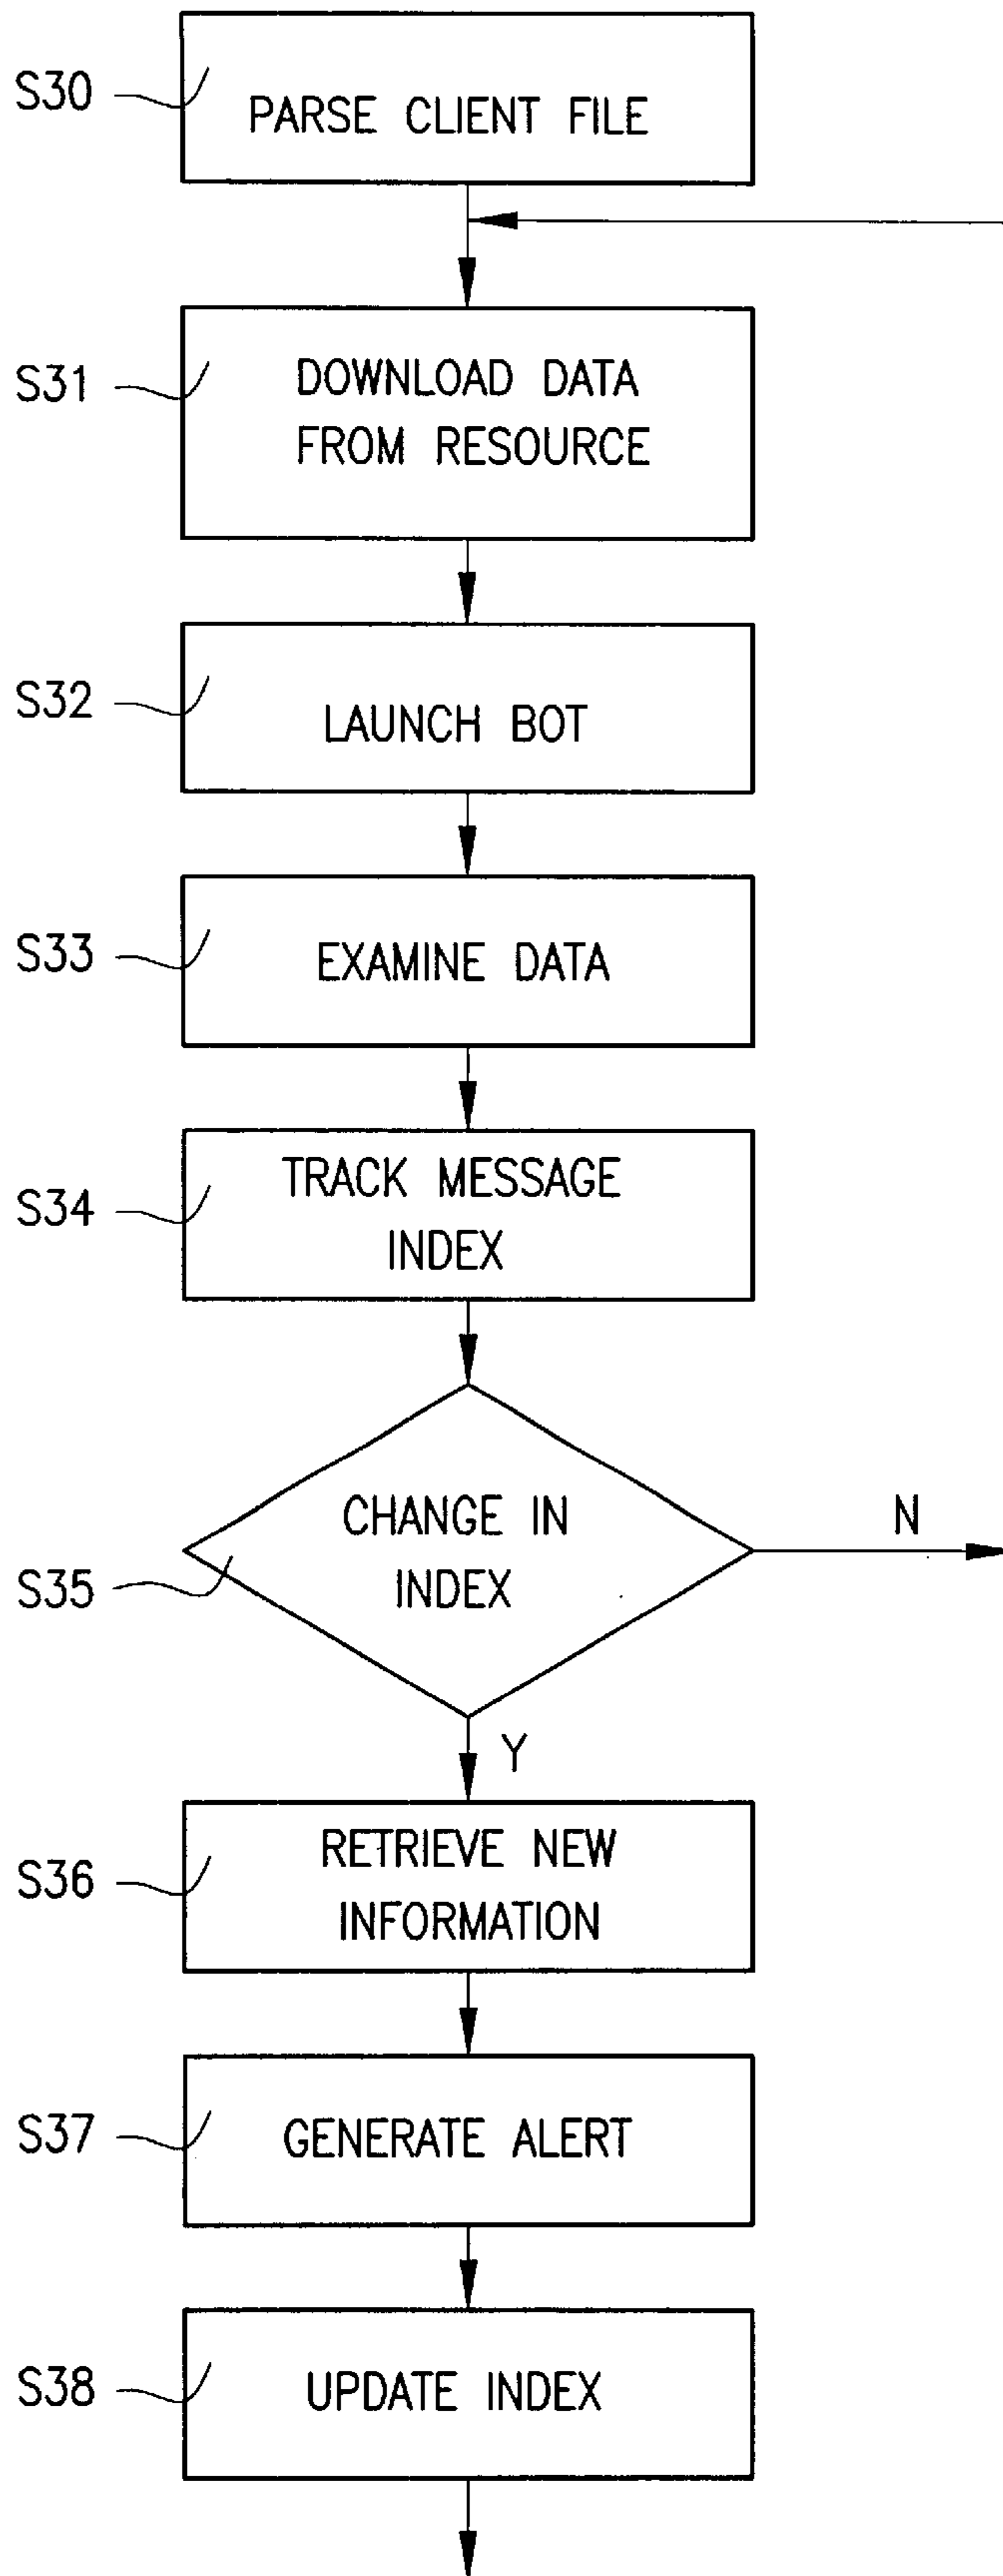 S30
PARSE CLIENT FILE
S31
DOWNLOAD DATA
FROM RESOURCE
S32
LAUNCH BOT
S33
EXAMINE DATA
S34
TRACK MESSAGE
INDEX
S35
CHANGE IN
INDEX
N
Y
S36
RETRIEVE NEW
INFORMATION
S37
GENERATE ALERT
S38
UPDATE INDEX